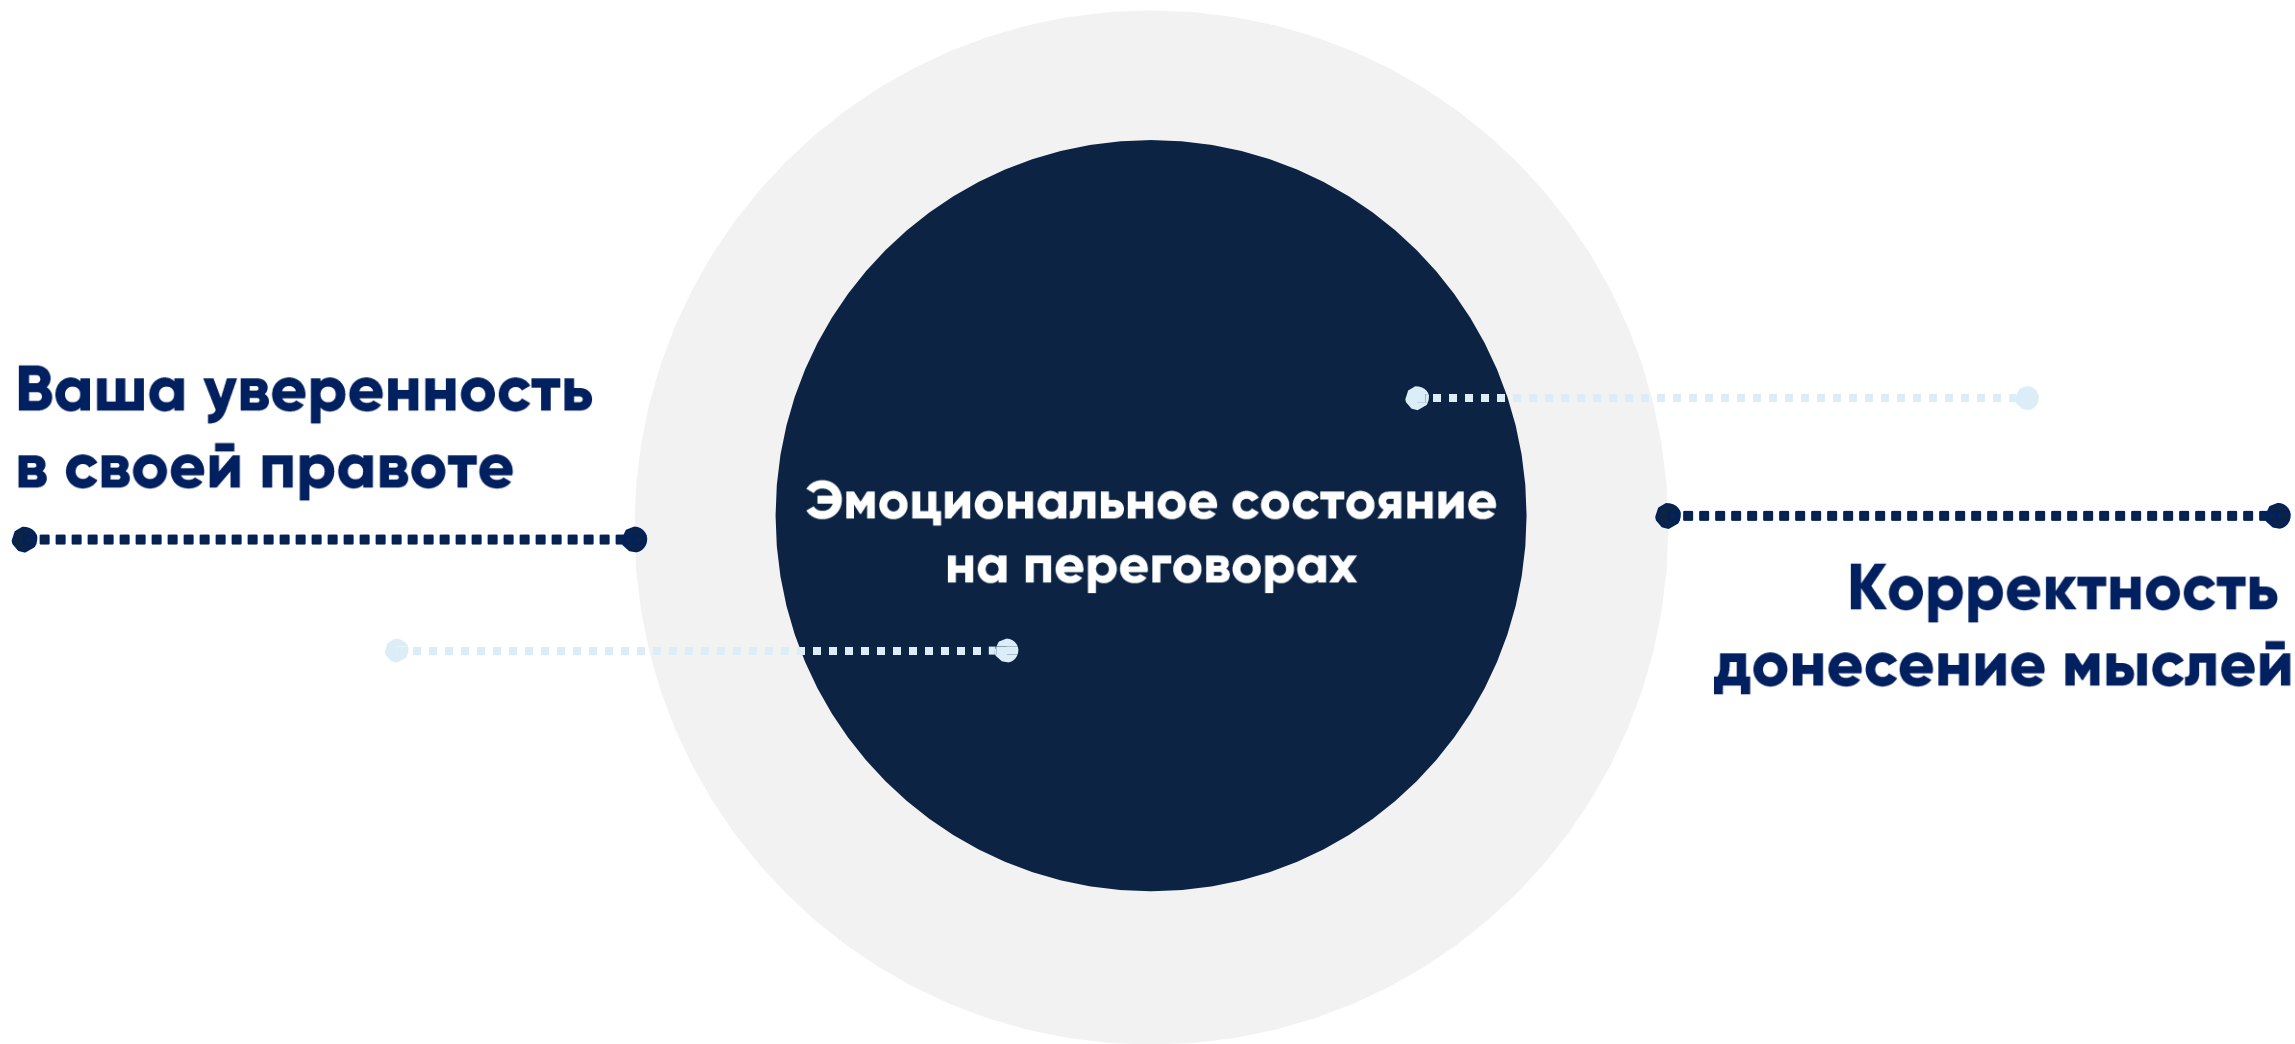 Ваша уверенность
в своей правоте
Эмоциональное состояние
на переговорах
Корректность
донесение мыслей